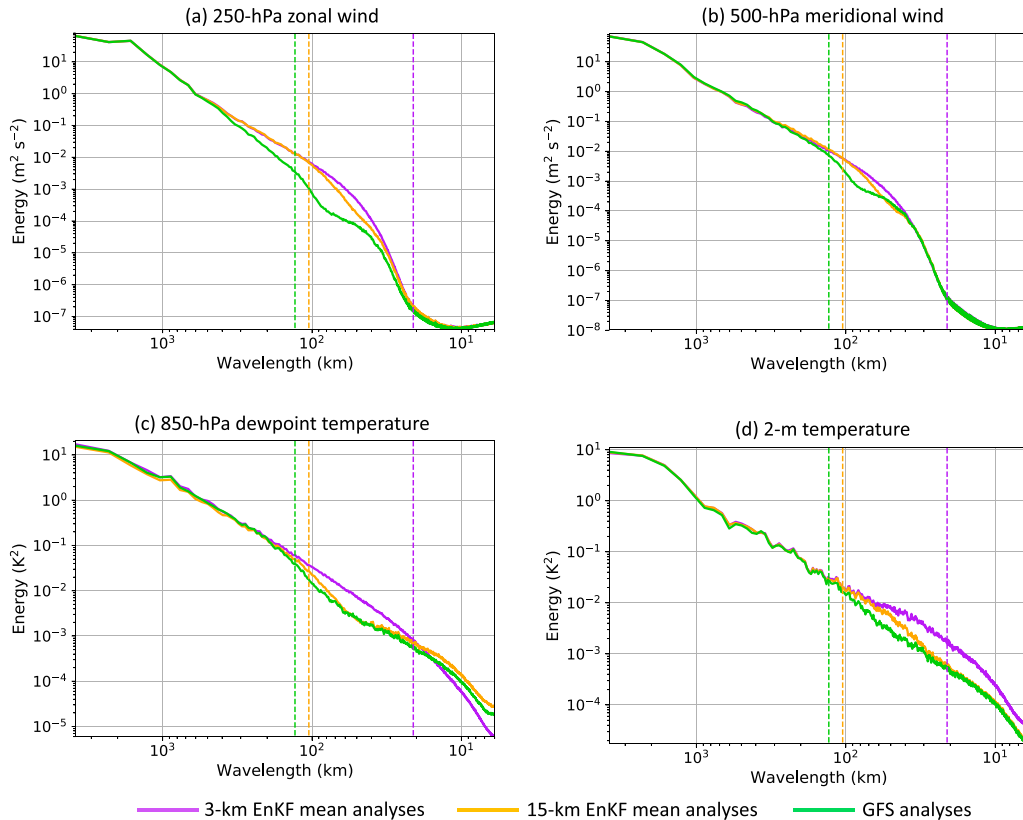 (a) 250-hPa zonal wind
10¹
10⁰
10⁻¹
10⁻²
10⁻³
10⁻⁴
10⁻⁵
10⁻⁶
10⁻⁷
Energy (m² s⁻²)
10³ 10² 10¹
Wavelength (km)
(b) 500-hPa meridional wind
10¹
10⁰
10⁻¹
10⁻²
10⁻³
10⁻⁴
10⁻⁵
10⁻⁶
10⁻⁷
10⁻⁸
Energy (m² s⁻²)
10³ 10² 10¹
Wavelength (km)
(c) 850-hPa dewpoint temperature
10¹
10⁰
10⁻¹
10⁻²
10⁻³
10⁻⁴
10⁻⁵
Energy (K²)
10³ 10² 10¹
Wavelength (km)
(d) 2-m temperature
10¹
10⁰
10⁻¹
10⁻²
10⁻³
10⁻⁴
Energy (K²)
10³ 10² 10¹
Wavelength (km)
3-km EnKF mean analyses 15-km EnKF mean analyses GFS analyses